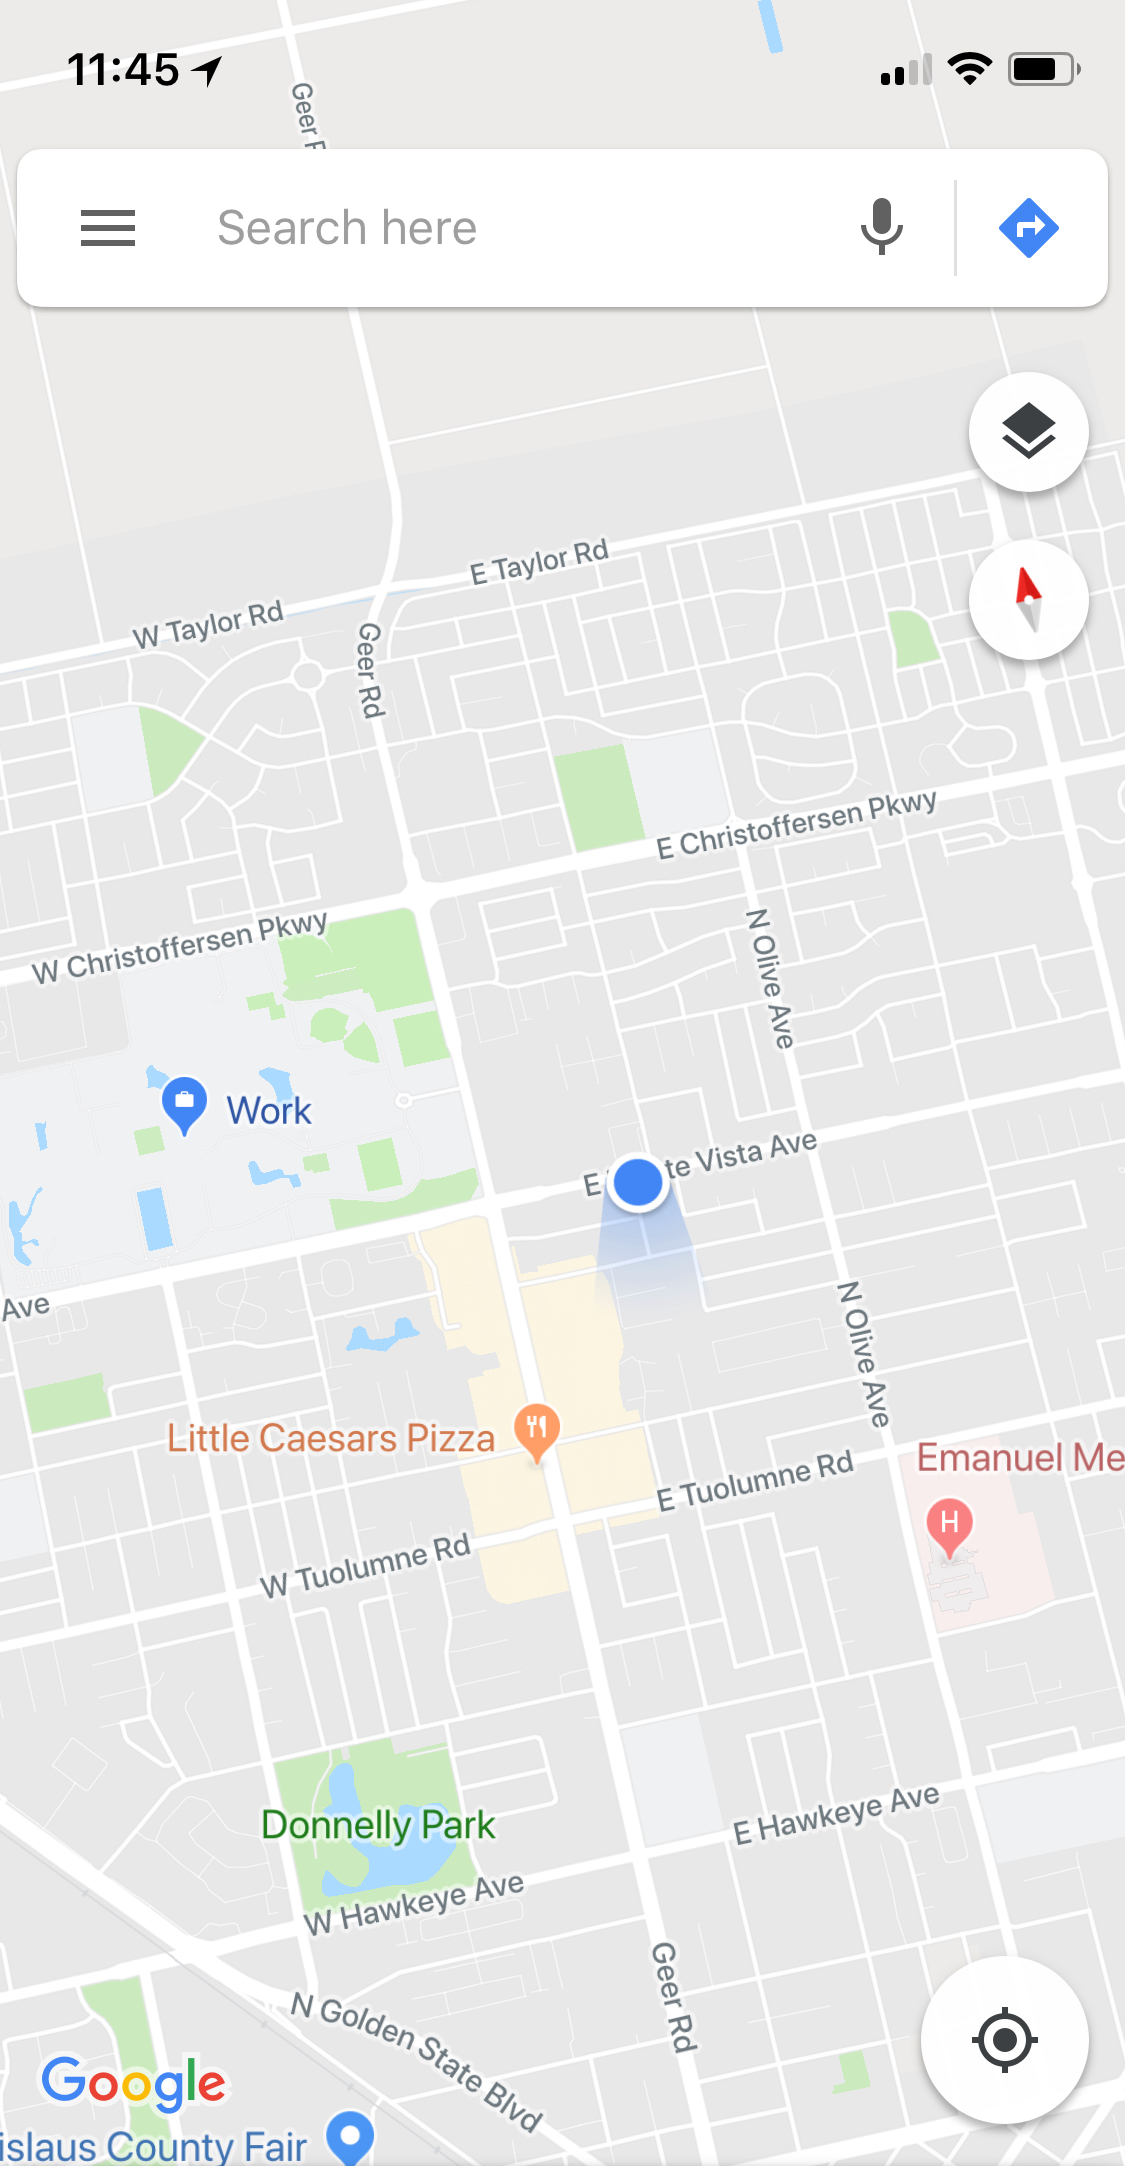 11:45
Geer
Search here
E Taylor Rd
W Taylor Rd
Geer Rd
E Christoffersen Pkwy
W Christoffersen Pkwy
N Olive Ave
Work
E te Vista Ave
Ave
N Olive Ave
Little Caesars Pizza
Emanuel Me
E Tuolumne Rd
H
W Tuolumne Rd
Donnelly Park
E Hawkeye Ave
W Hawkeye Ave
Geer Rd
N Golden State Blvd
Google
islaus County Fair